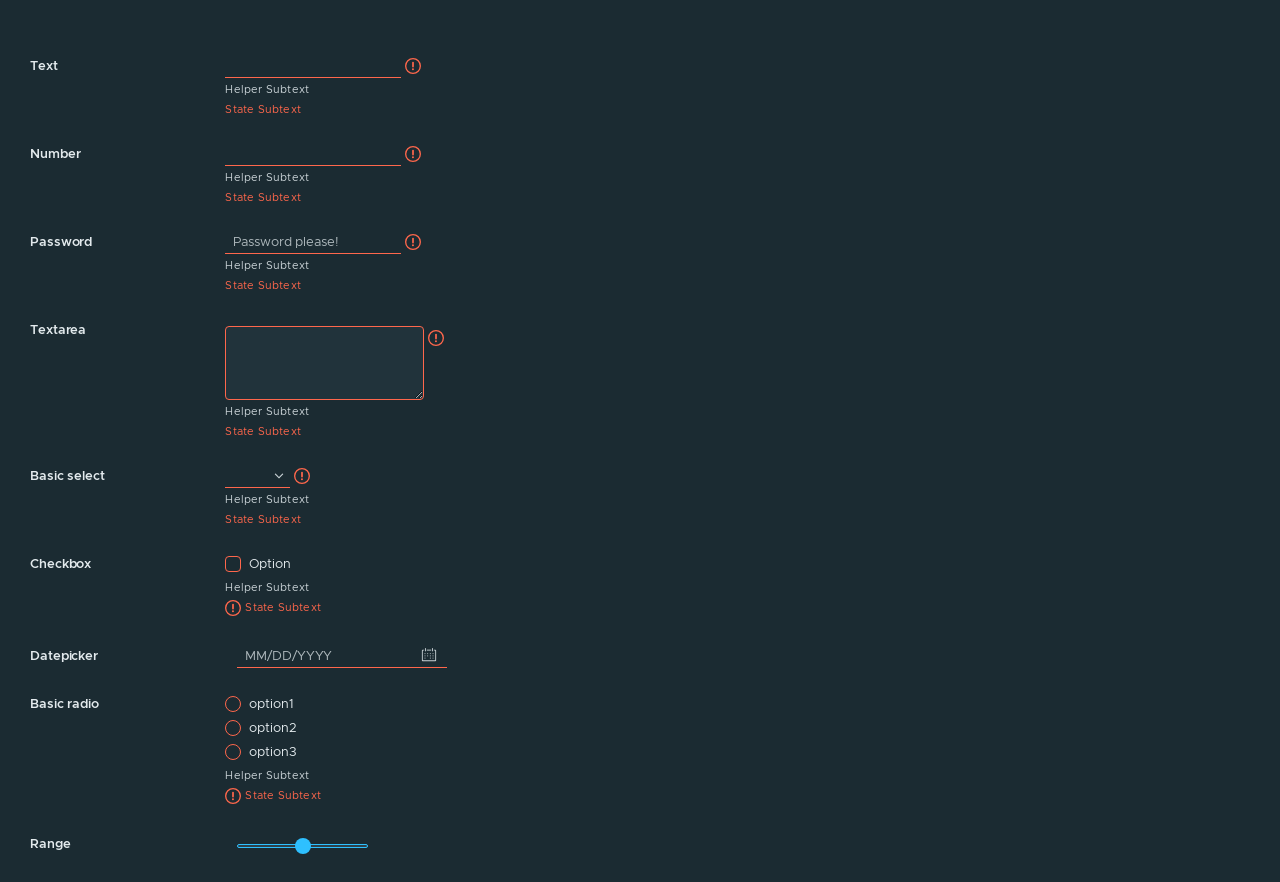 Text
Helper Subtext
State Subtext
Number
Helper Subtext
State Subtext
Password Password please!
Helper Subtext
State Subtext
Textarea
Helper Subtext
State Subtext
Basic select
Helper Subtext
State Subtext
Checkbox Option
Helper Subtext
State Subtext
Datepicker MM/DD/YYYY
Basic radio option1
option2
option3
Helper Subtext
State Subtext
Range